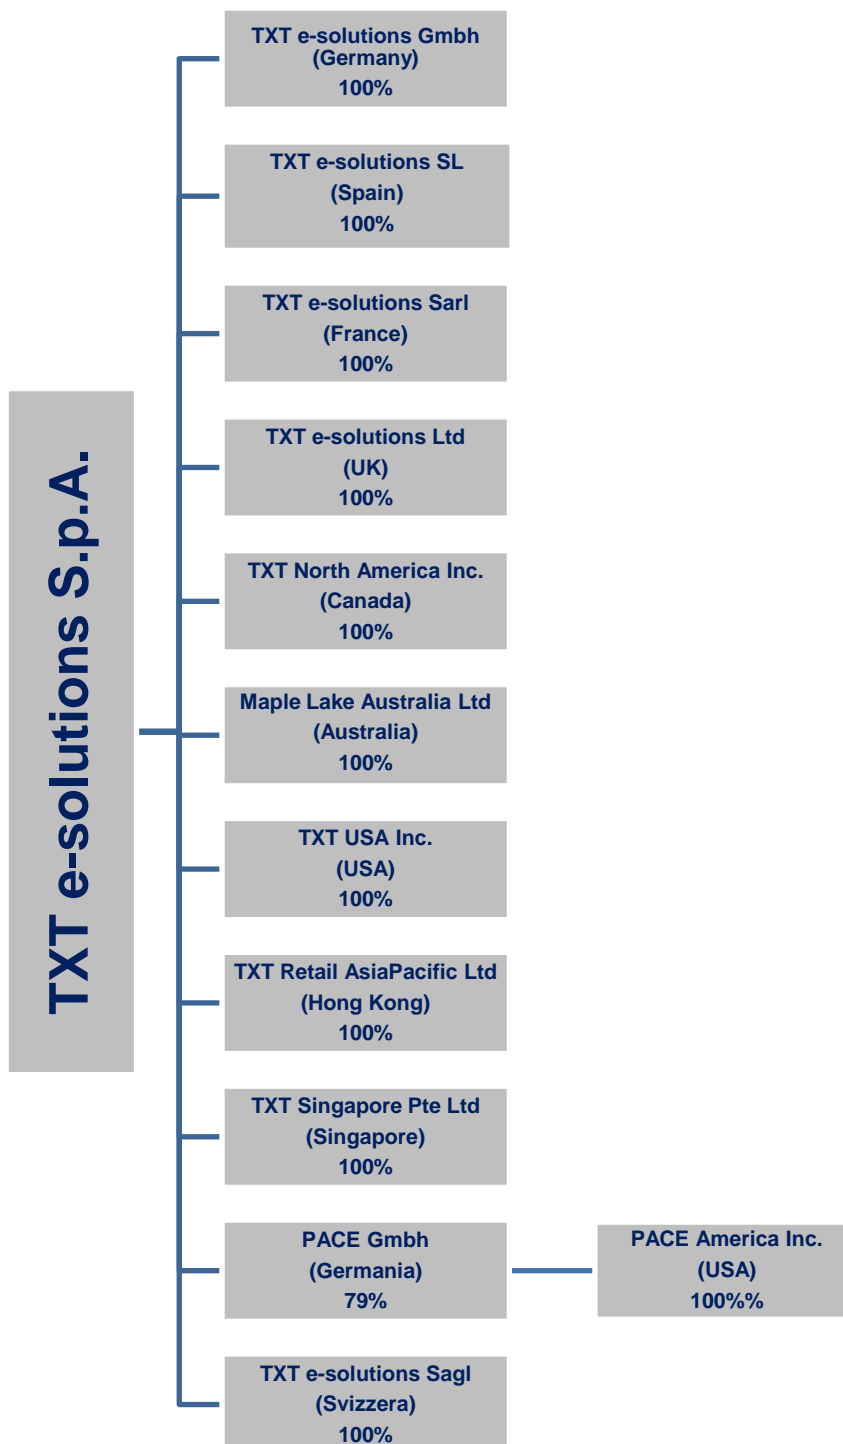 TXT e-solutions S.p.A.
TXT e-solutions Gmbh
(Germany)
100%
TXT e-solutions SL
(Spain)
100%
TXT e-solutions Sarl
(France)
100%
TXT e-solutions Ltd
(UK)
100%
TXT North America Inc.
(Canada)
100%
Maple Lake Australia Ltd
(Australia)
100%
TXT USA Inc.
(USA)
100%
TXT Retail AsiaPacific Ltd
(Hong Kong)
100%
TXT Singapore Pte Ltd
(Singapore)
100%
PACE Gmbh
(Germania)
79%
PACE America Inc.
(USA)
100%%
TXT e-solutions Sagl
(Svizzera)
100%